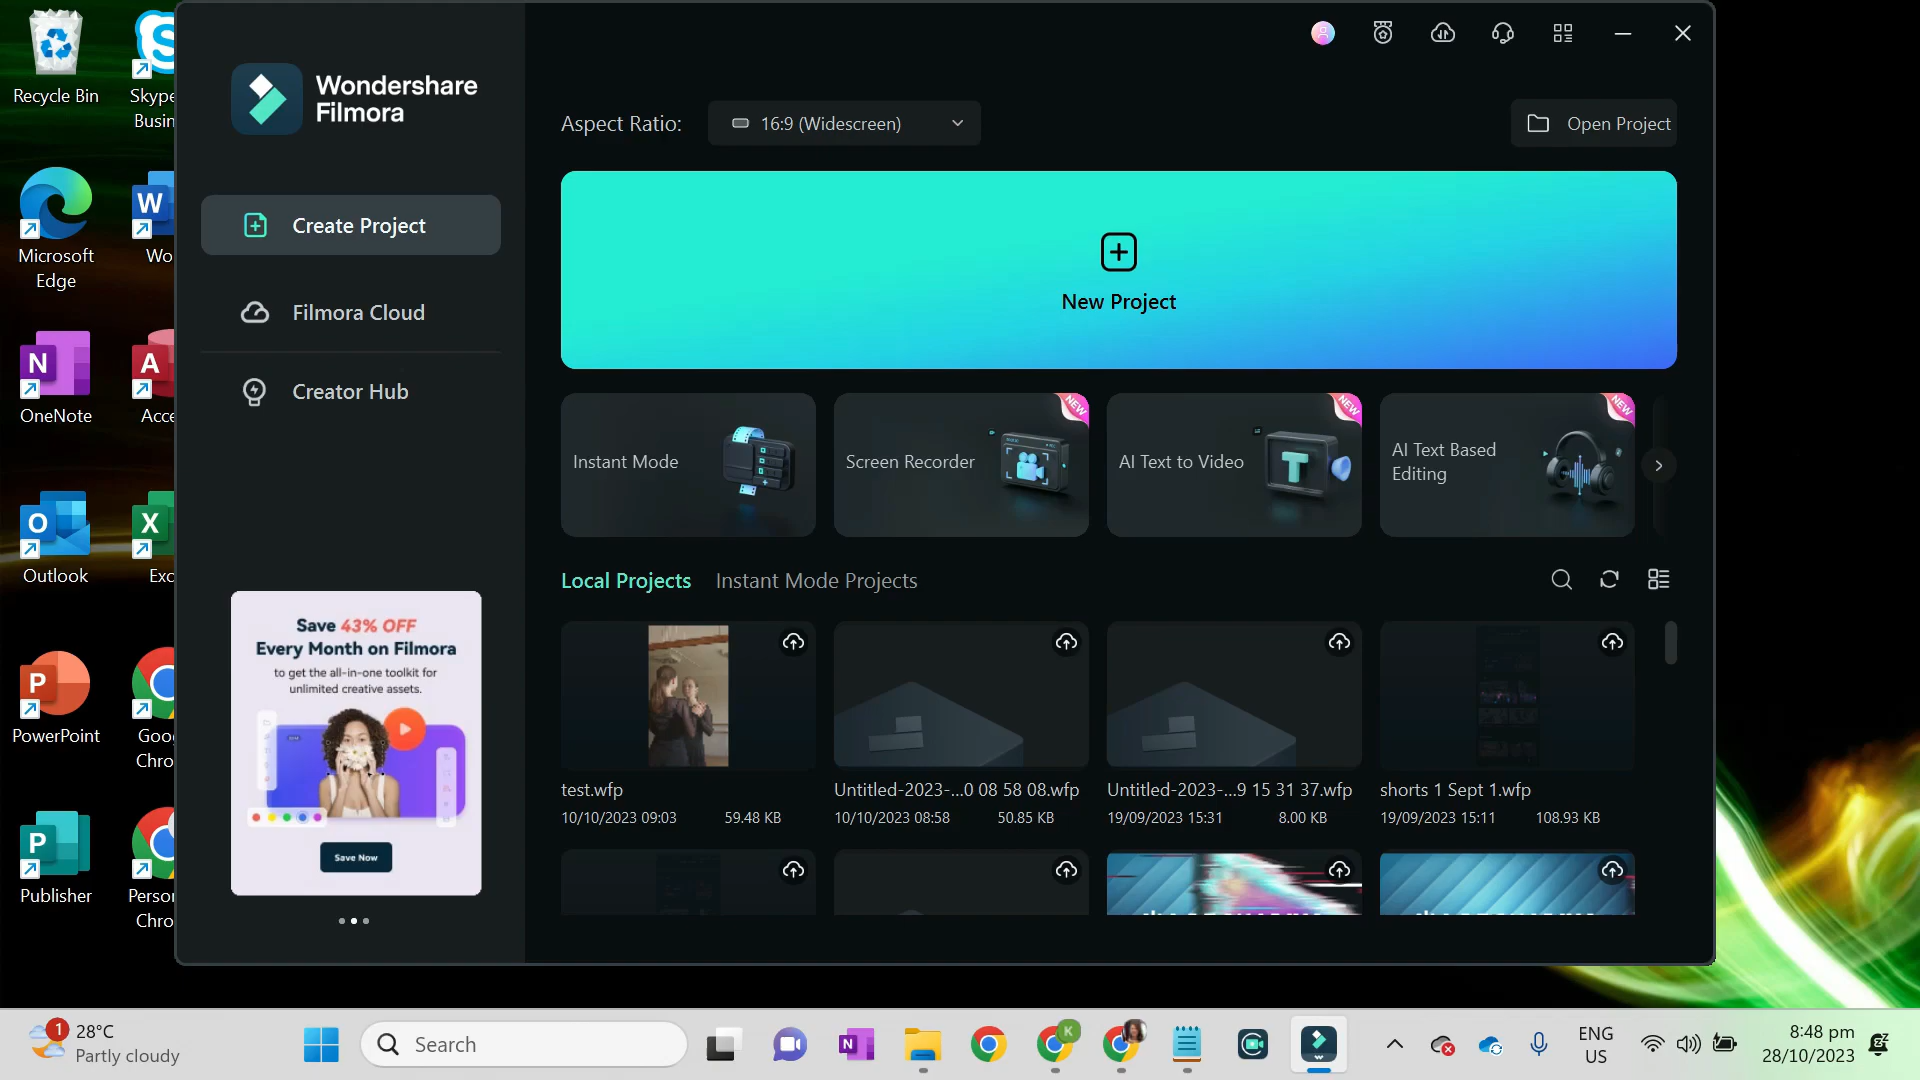 Recycle Bin
Skype
Busin
Microsoft
Edge
Wo
OneNote
Acce
Outlook
Exc
PowerPoint
Goo
Chro
Publisher
Perso
Chro
Wondershare
Filmora
Create Project
Filmora Cloud
Creator Hub
Save 43% OFF
Every Month on Filmora
to get the all-in-one toolkit for
unlimited creative assets.
Save Now
Aspect Ratio:
16:9 (Widescreen)
Open Project
New Project
Instant Mode
Screen Recorder
NEW
AI Text to Video
NEW
AI Text Based
Editing
NEW
Local Projects
Instant Mode Projects
test.wfp
10/10/2023 09:03
59.48 KB
Untitled-2023-...0 08 58 08.wfp
10/10/2023 08:58
50.85 KB
Untitled-2023-...9 15 31 37.wfp
19/09/2023 15:31
8.00 KB
shorts 1 Sept 1.wfp
19/09/2023 15:11
108.93 KB
1
28°C
Partly cloudy
Search
ENG
US
8:48 pm
28/10/2023